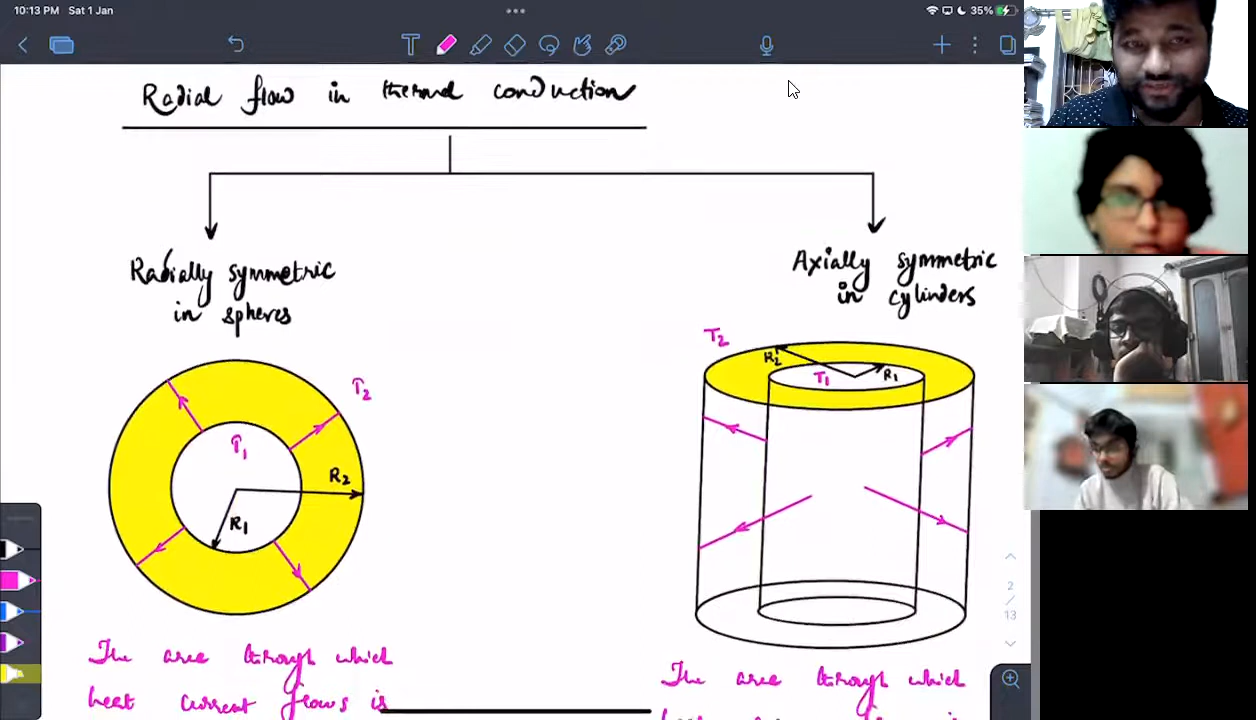 10:13 PM Sat 1 Jan
35%
Radial flow in thermal conduction
Radially symmetric
in spheres
Axially symmetric
in cylinders
T2
T1
R2
R1
T2
R2
T1
R1
2
/
13
The area through which
heat current flows is
The area through which